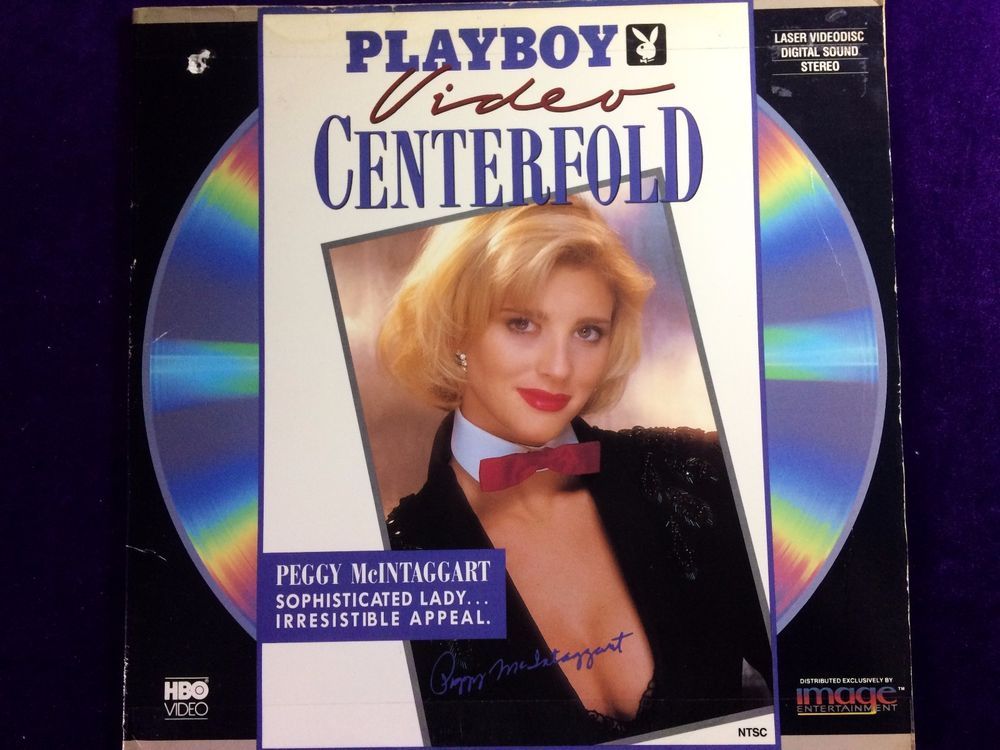 PLAYBOY
Video
CENTERFOLD
LASER VIDEODISC
DIGITAL SOUND
STEREO
PEGGY McINTAGGART
SOPHISTICATED LADY...
IRRESISTIBLE APPEAL.
Peggy McIntaggart
HBO
VIDEO
DISTRIBUTED EXCLUSIVELY BY
image™
ENTERTAINMENT
NTSC